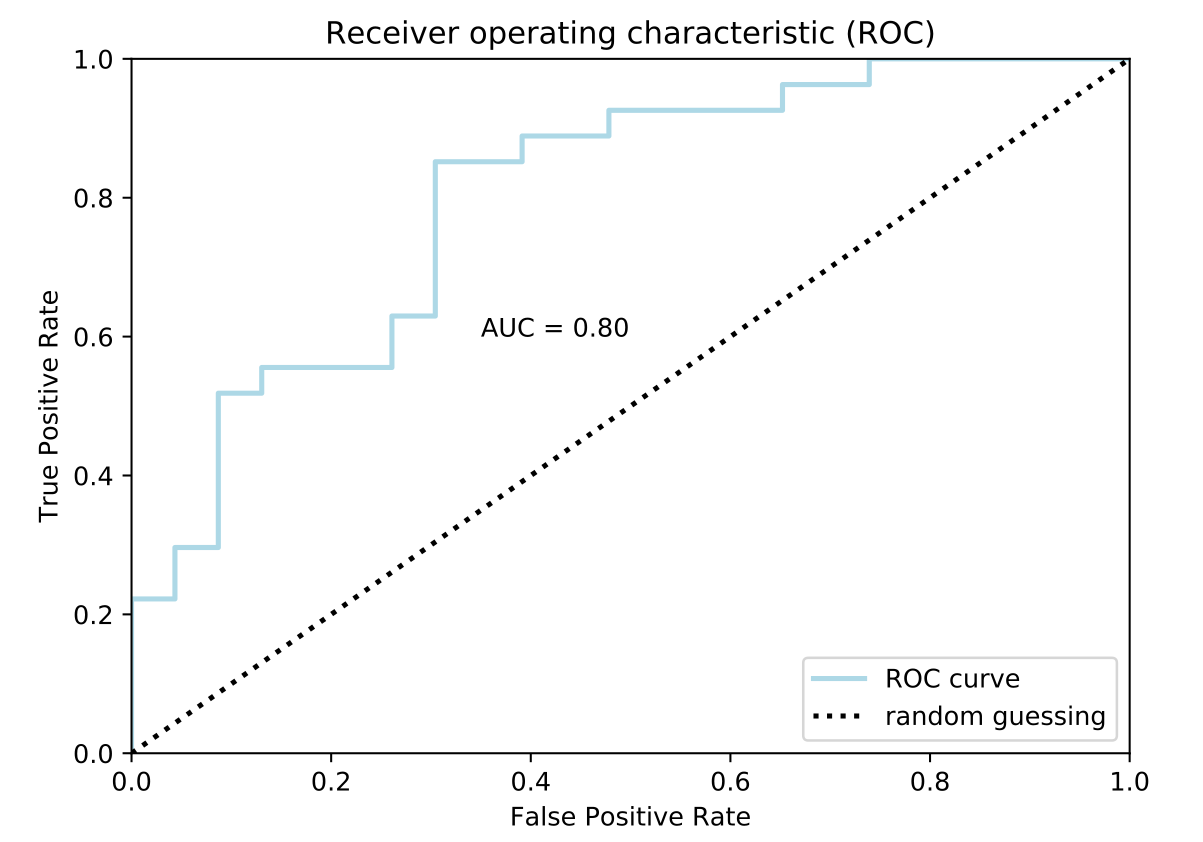 Receiver operating characteristic (ROC)
True Positive Rate
1.0
0.8
0.6
0.4
0.2
0.0
AUC = 0.80
ROC curve
random guessing
0.0 0.2 0.4 0.6 0.8 1.0
False Positive Rate